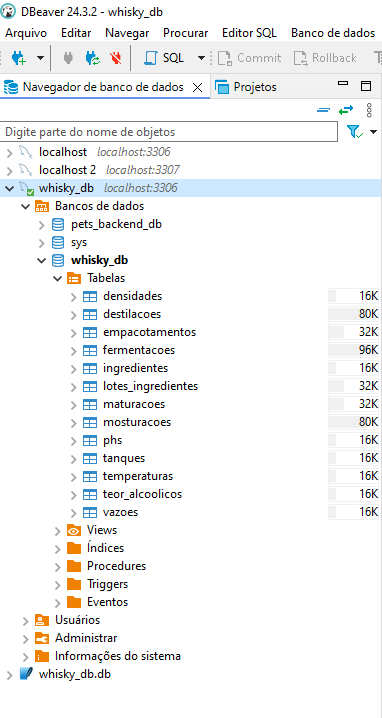 DBeaver 24.3.2 - whisky_db
Arquivo Editar Navegar Procurar Editor SQL Banco de dados
SQL Commit Rollback
Navegador de banco de dados Projetos
Digite parte do nome de objetos
localhost localhost:3306
localhost 2 localhost:3307
whisky_db localhost:3306
Bancos de dados
pets_backend_db
sys
whisky_db
Tabelas
densidades 16K
destilacoes 80K
empacotamentos 32K
fermentacoes 96K
ingredientes 16K
lotes_ingredientes 32K
maturacoes 32K
mosturacoes 80K
phs 16K
tanques 16K
temperaturas 16K
teor_alcoolicos 16K
vazoes 16K
Views
Índices
Procedures
Triggers
Eventos
Usuários
Administrar
Informações do sistema
whisky_db.db